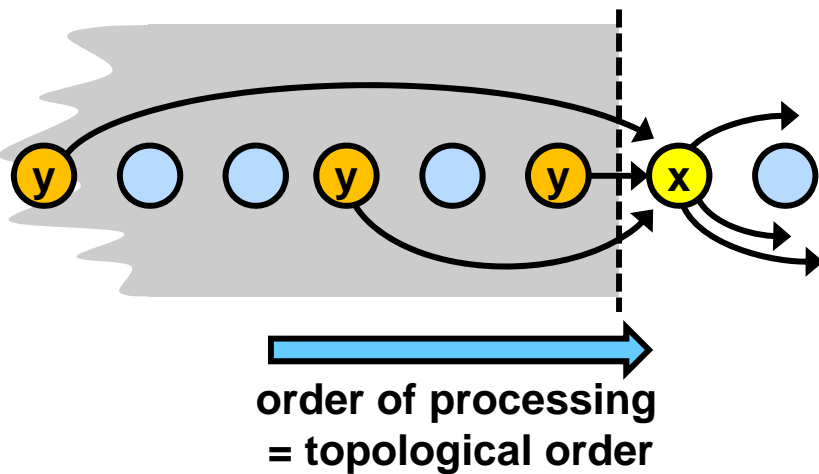 y y y x
order of processing
= topological order